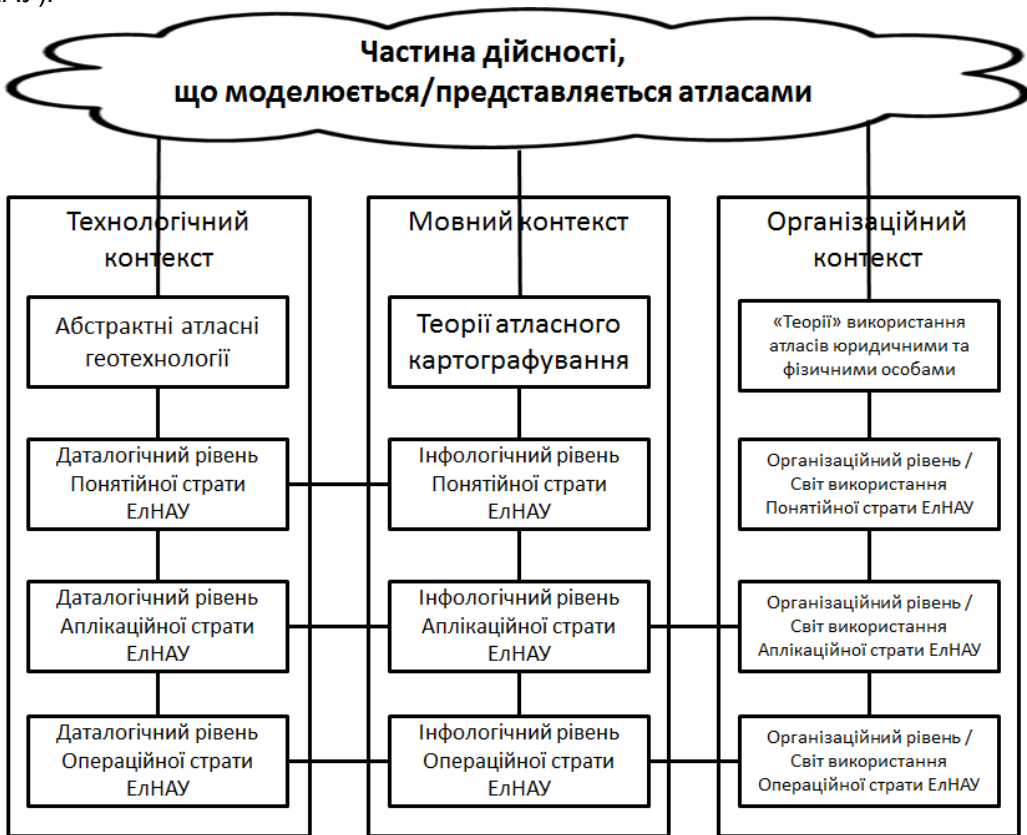 Частина дійсності,
що моделюється/представляється атласами
Технологічний
контекст
Абстрактні атласні
геотехнології
Даталогічний рівень
Понятійної страти
ЕлНАУ
Даталогічний рівень
Аплікаційної страти
ЕлНАУ
Даталогічний рівень
Операційної страти
ЕлНАУ
Мовний контекст
Теорії атласного
картографування
Інфологічний рівень
Понятійної страти
ЕлНАУ
Інфологічний рівень
Аплікаційної страти
ЕлНАУ
Інфологічний рівень
Операційної страти
ЕлНАУ
Організаційний
контекст
«Теорії» використання
атласів юридичними та
фізичними особами
Організаційний рівень /
Світ використання
Понятійної страти ЕлНАУ
Організаційний рівень /
Світ використання
Аплікаційної страти ЕлНАУ
Організаційний рівень /
Світ використання
Операційної страти ЕлНАУ